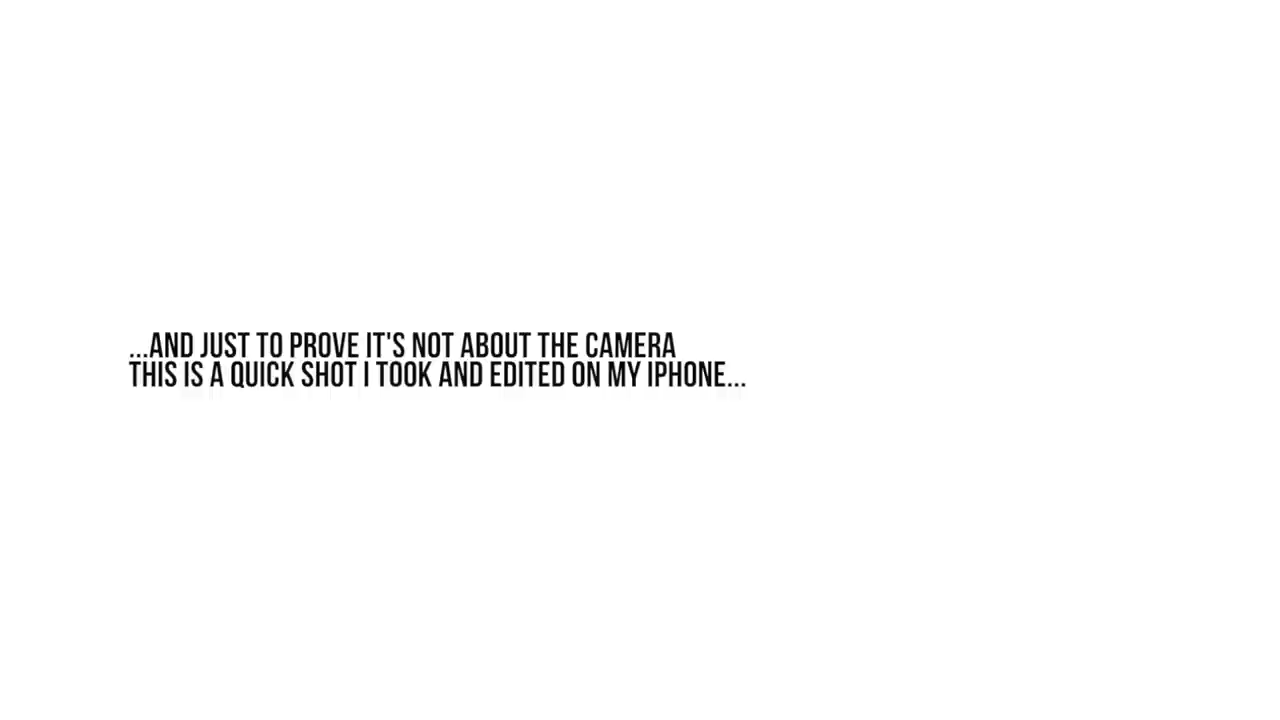 ...AND JUST TO PROVE IT'S NOT ABOUT THE CAMERA
THIS IS A QUICK SHOT I TOOK AND EDITED ON MY IPHONE...